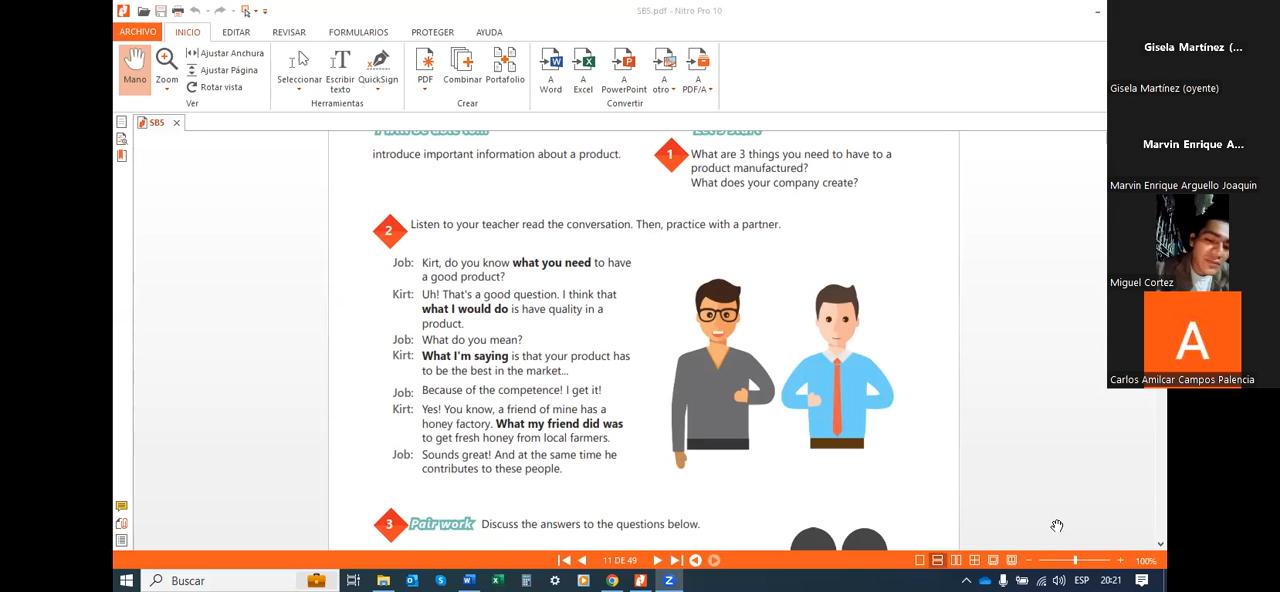 SB5.pdf - Nitro Pro 10
ARCHIVO INICIO EDITAR REVISAR FORMULARIOS PROTEGER AYUDA
Mano
Zoom
Ajustar Anchura
Ajustar Página
Rotar vista
Ver
Seleccionar
Escribir texto
QuickSign
Herramientas
PDF
Combinar
Portafolio
Crear
A Word
A Excel
A PowerPoint
A otro
A PDF/A
Convertir
SB5
introduce important information about a product.
1 What are 3 things you need to have to a
product manufactured?
What does your company create?
2 Listen to your teacher read the conversation. Then, practice with a partner.
Job: Kirt, do you know what you need to have
a good product?
Kirt: Uh! That's a good question. I think that
what I would do is have quality in a
product.
Job: What do you mean?
Kirt: What I'm saying is that your product has
to be the best in the market...
Job: Because of the competence! I get it!
Kirt: Yes! You know, a friend of mine has a
honey factory. What my friend did was
to get fresh honey from local farmers.
Job: Sounds great! And at the same time he
contributes to these people.
3 Pair work Discuss the answers to the questions below.
11 DE 49
100%
Buscar
ESP 20:21
Gisela Martínez (...
Gisela Martínez (oyente)
Marvin Enrique A...
Marvin Enrique Arguello Joaquin
Miguel Cortez
A
Carlos Amilcar Campos Palencia